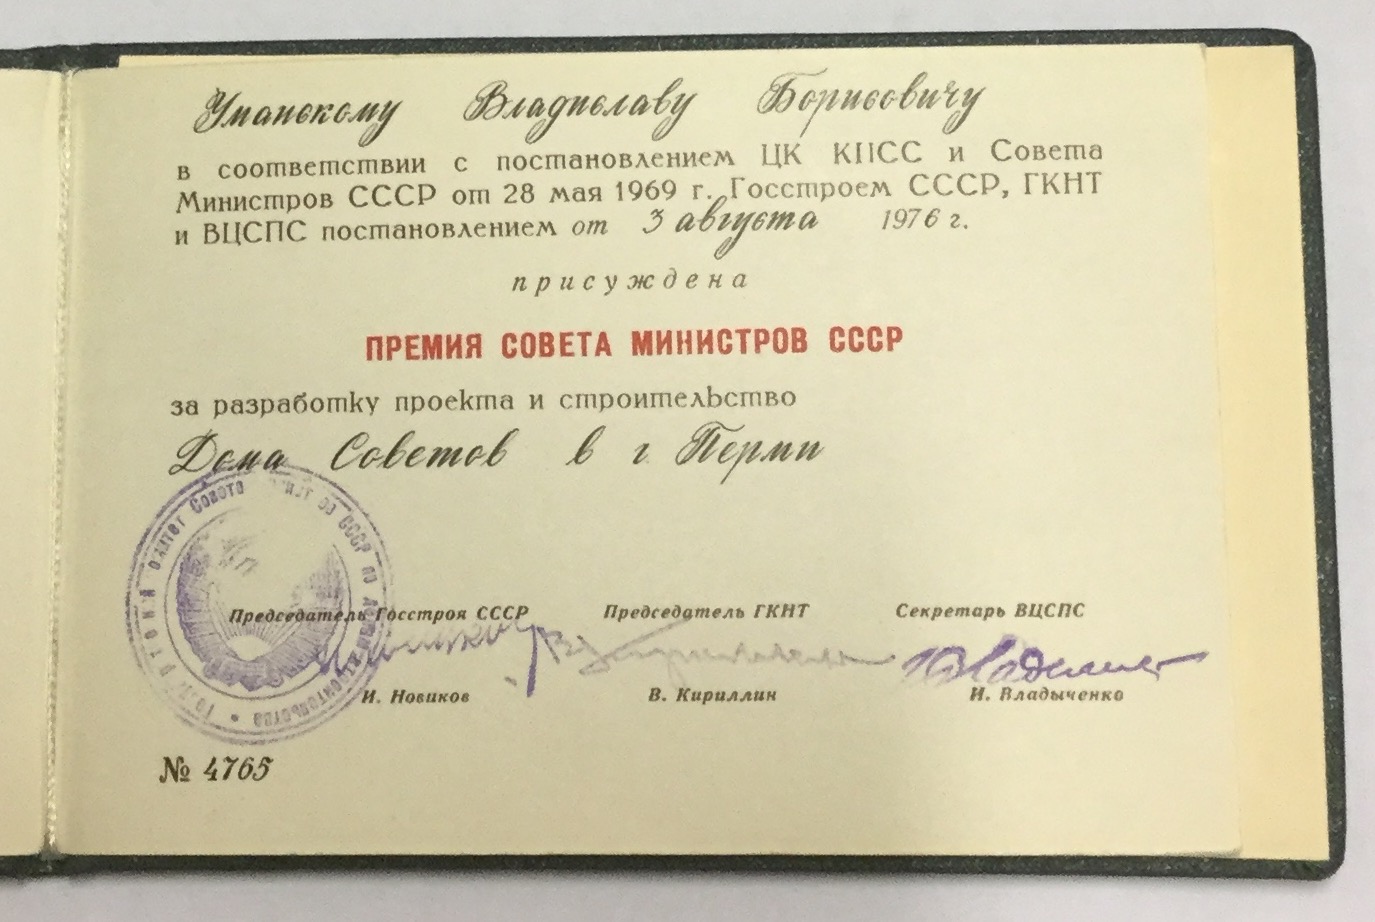 Уманскому Владиславу Борисовичу
в соответствии с постановлением ЦК КПСС и Совета
Министров СССР от 28 мая 1969 г. Госстроем СССР, ГКНТ
и ВЦСПС постановлением от 3 августа 1976 г.
присуждена
ПРЕМИЯ СОВЕТА МИНИСТРОВ СССР
за разработку проекта и строительство
Дома Советов в г Перми
Председатель Госстроя СССР Председатель ГКНТ Секретарь ВЦСПС
И. Новиков В. Кириллин И. Владыченко
№ 4765